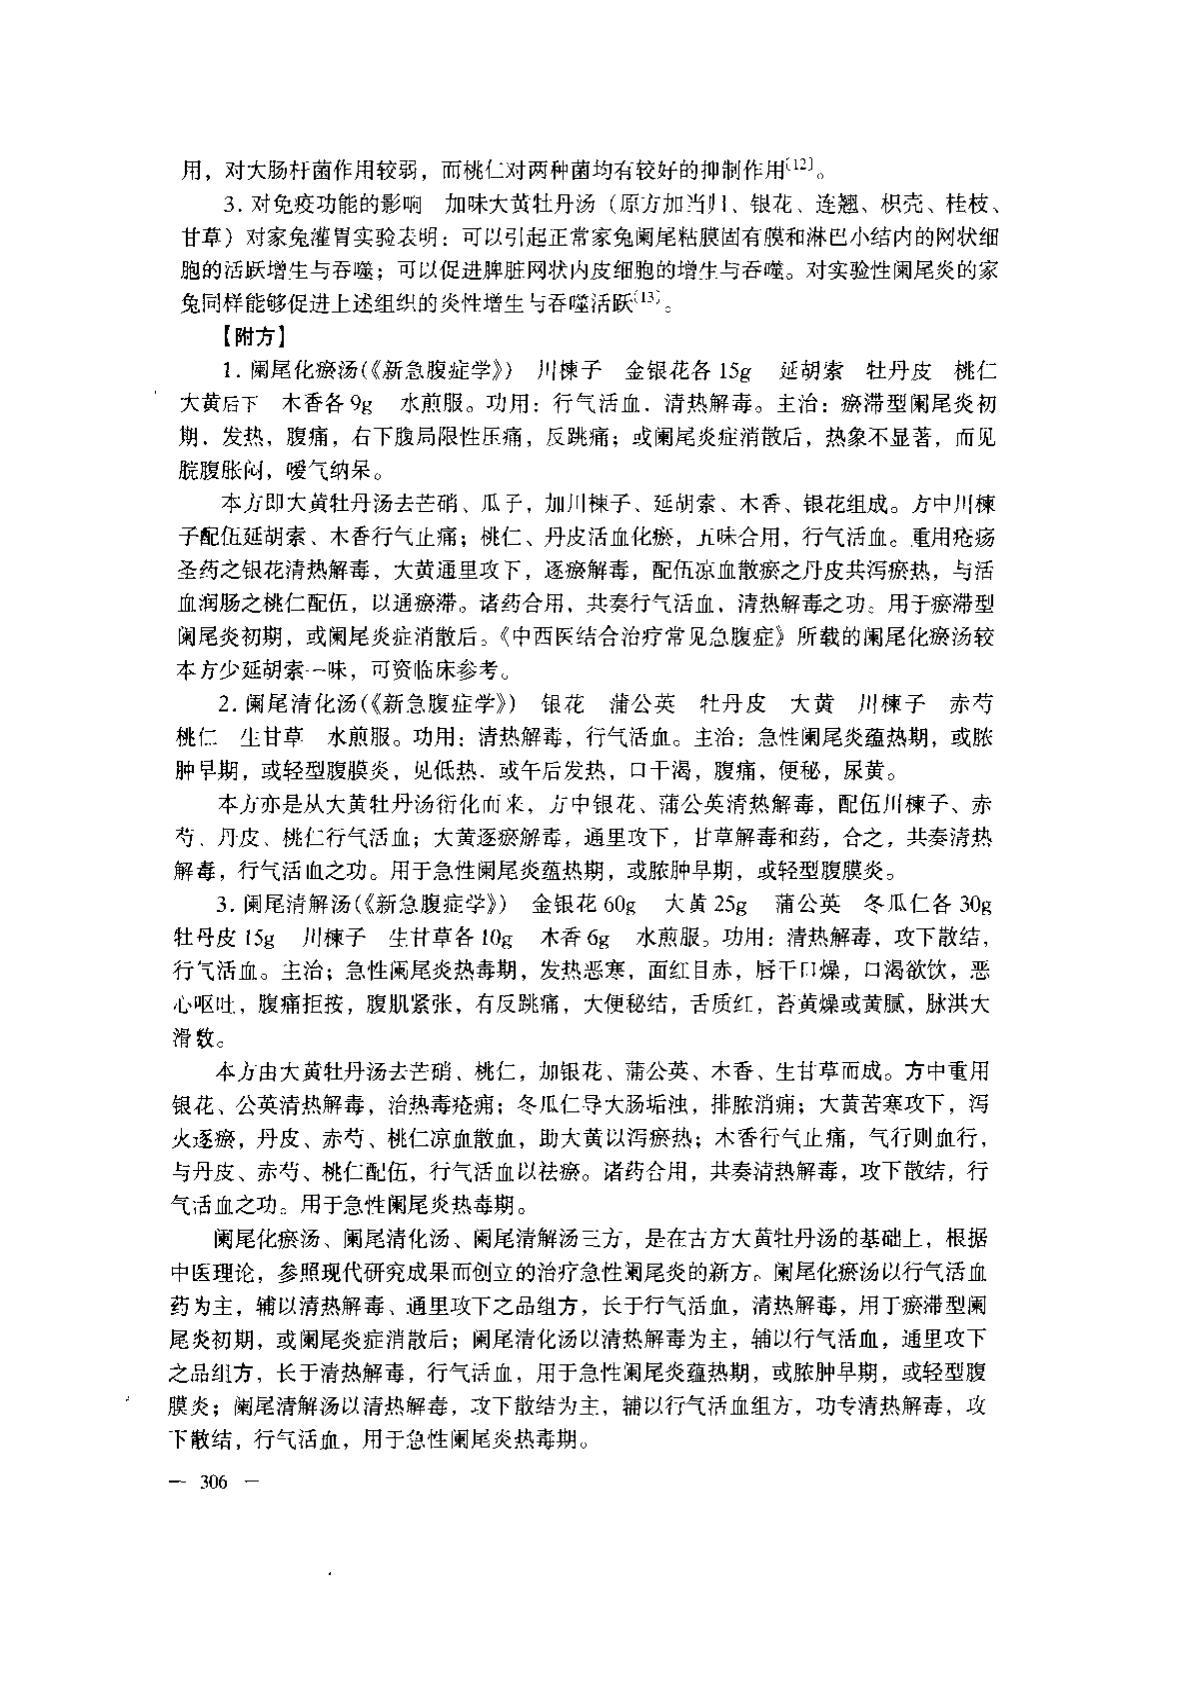 用，对大肠杆菌作用较弱，而桃仁对两种菌均有较好的抑制作用〔12〕。
3. 对免疫功能的影响　加味大黄牡丹汤（原方加当归、银花、连翘、枳壳、桂枝、
甘草）对家兔灌胃实验表明：可以引起正常家兔阑尾粘膜固有膜和淋巴小结内的网状细
胞的活跃增生与吞噬；可以促进脾脏网状内皮细胞的增生与吞噬。对实验性阑尾炎的家
兔同样能够促进上述组织的炎性增生与吞噬活跃〔13〕。
【附方】
1. 阑尾化瘀汤(《新急腹症学》)　川楝子　金银花各 15g　延胡索　牡丹皮　桃仁
大黄后下　木香各 9g　水煎服。功用：行气活血，清热解毒。主治：瘀滞型阑尾炎初
期，发热，腹痛，右下腹局限性压痛，反跳痛；或阑尾炎症消散后，热象不显著，而见
脘腹胀闷，嗳气纳呆。
本方即大黄牡丹汤去芒硝、瓜子，加川楝子、延胡索、木香、银花组成。方中川楝
子配伍延胡索、木香行气止痛；桃仁、丹皮活血化瘀，五味合用，行气活血。重用疮疡
圣药之银花清热解毒，大黄通里攻下，逐瘀解毒，配伍凉血散瘀之丹皮共泻瘀热，与活
血润肠之桃仁配伍，以通瘀滞。诸药合用，共奏行气活血，清热解毒之功。用于瘀滞型
阑尾炎初期，或阑尾炎症消散后。《中西医结合治疗常见急腹症》所载的阑尾化瘀汤较
本方少延胡索一味，可资临床参考。
2. 阑尾清化汤(《新急腹症学》)　银花　蒲公英　牡丹皮　大黄　川楝子　赤芍
桃仁　生甘草　水煎服。功用：清热解毒，行气活血。主治：急性阑尾炎蕴热期，或脓
肿早期，或轻型腹膜炎，见低热，或午后发热，口干渴，腹痛，便秘，尿黄。
本方亦是从大黄牡丹汤衍化而来，方中银花、蒲公英清热解毒，配伍川楝子、赤
芍、丹皮、桃仁行气活血；大黄逐瘀解毒，通里攻下，甘草解毒和药，合之，共奏清热
解毒，行气活血之功。用于急性阑尾炎蕴热期，或脓肿早期，或轻型腹膜炎。
3. 阑尾清解汤(《新急腹症学》)　金银花 60g　大黄 25g　蒲公英　冬瓜仁各 30g
牡丹皮 15g　川楝子　生甘草各 10g　木香 6g　水煎服。功用：清热解毒，攻下散结，
行气活血。主治；急性阑尾炎热毒期，发热恶寒，面红目赤，唇干口燥，口渴欲饮，恶
心呕吐，腹痛拒按，腹肌紧张，有反跳痛，大便秘结，舌质红，苔黄燥或黄腻，脉洪大
滑数。
本方由大黄牡丹汤去芒硝、桃仁，加银花、蒲公英、木香、生甘草而成。方中重用
银花、公英清热解毒，治热毒疮痈；冬瓜仁导大肠垢浊，排脓消痈；大黄苦寒攻下，泻
火逐瘀，丹皮、赤芍、桃仁凉血散血，助大黄以泻瘀热；木香行气止痛，气行则血行，
与丹皮、赤芍、桃仁配伍，行气活血以祛瘀。诸药合用，共奏清热解毒，攻下散结，行
气活血之功。用于急性阑尾炎热毒期。
阑尾化瘀汤、阑尾清化汤、阑尾清解汤三方，是在古方大黄牡丹汤的基础上，根据
中医理论，参照现代研究成果而创立的治疗急性阑尾炎的新方。阑尾化瘀汤以行气活血
药为主，辅以清热解毒、通里攻下之品组方，长于行气活血，清热解毒，用于瘀滞型阑
尾炎初期，或阑尾炎症消散后；阑尾清化汤以清热解毒为主，辅以行气活血，通里攻下
之品组方，长于清热解毒，行气活血，用于急性阑尾炎蕴热期，或脓肿早期，或轻型腹
膜炎；阑尾清解汤以清热解毒，攻下散结为主，辅以行气活血组方，功专清热解毒，攻
下散结，行气活血，用于急性阑尾炎热毒期。
— 306 —